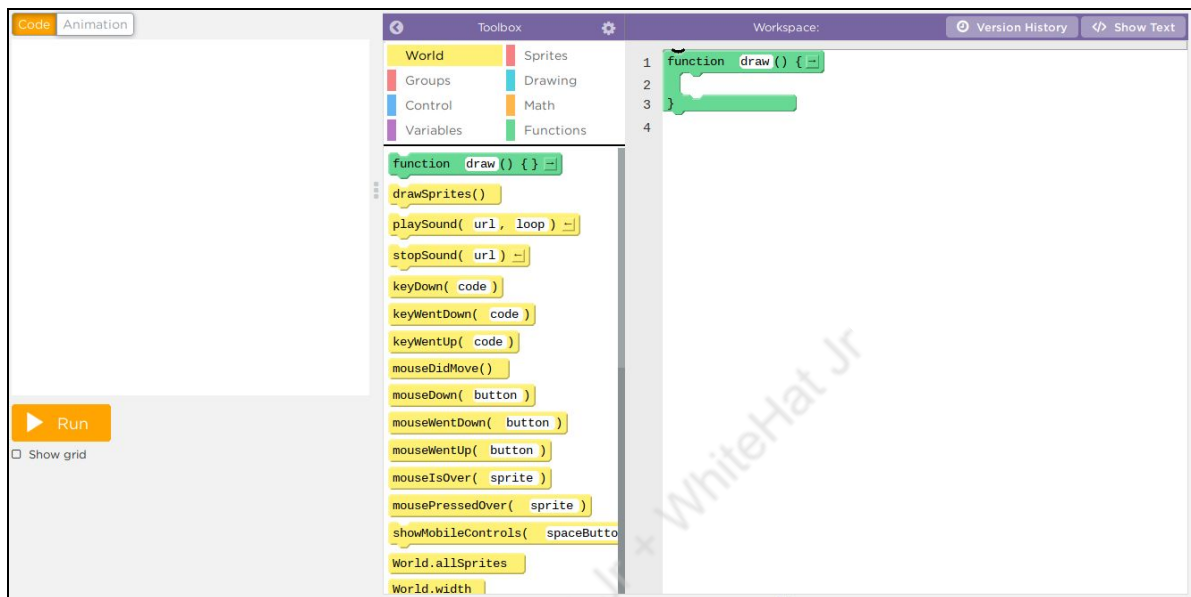 Code Animation
Toolbox
Workspace:
Version History
</> Show Text
World Sprites
Groups Drawing
Control Math
Variables Functions
function draw () { }
drawSprites()
playSound( url, loop )
stopSound( url )
keyDown( code )
keyWentDown( code )
keyWentUp( code )
mouseDidMove()
mouseDown( button )
mouseWentDown( button )
mouseWentUp( button )
mouseIsOver( sprite )
mousePressedOver( sprite )
showMobileControls( spaceButto
World.allSprites
World.width
1 function draw () {
2
3 }
4
Run
Show grid
Jr × WhiteHat Jr